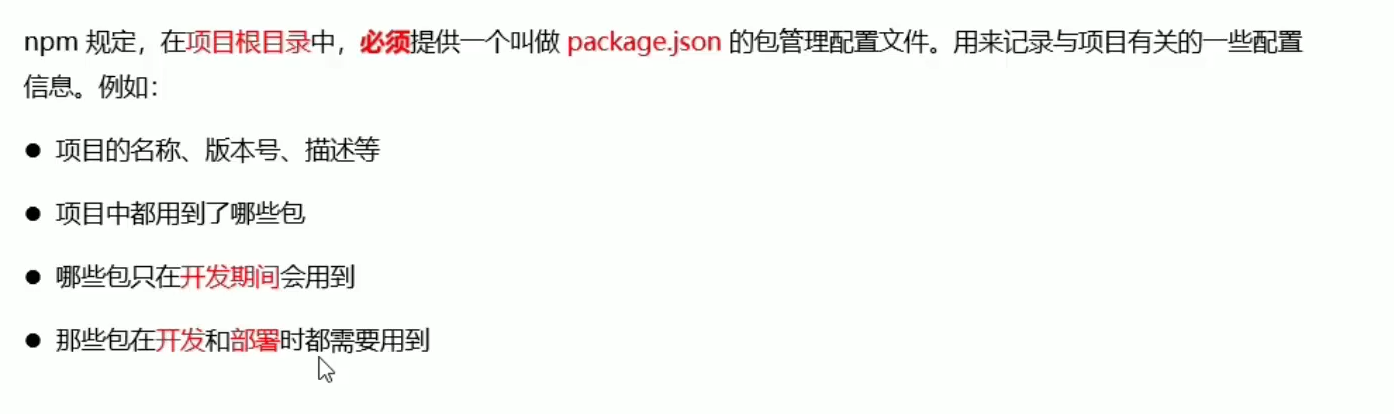 npm 规定，在项目根目录中，必须提供一个叫做 package.json 的包管理配置文件。用来记录与项目有关的一些配置
信息。例如：
● 项目的名称、版本号、描述等
● 项目中都用到了哪些包
● 哪些包只在开发期间会用到
● 那些包在开发和部署时都需要用到